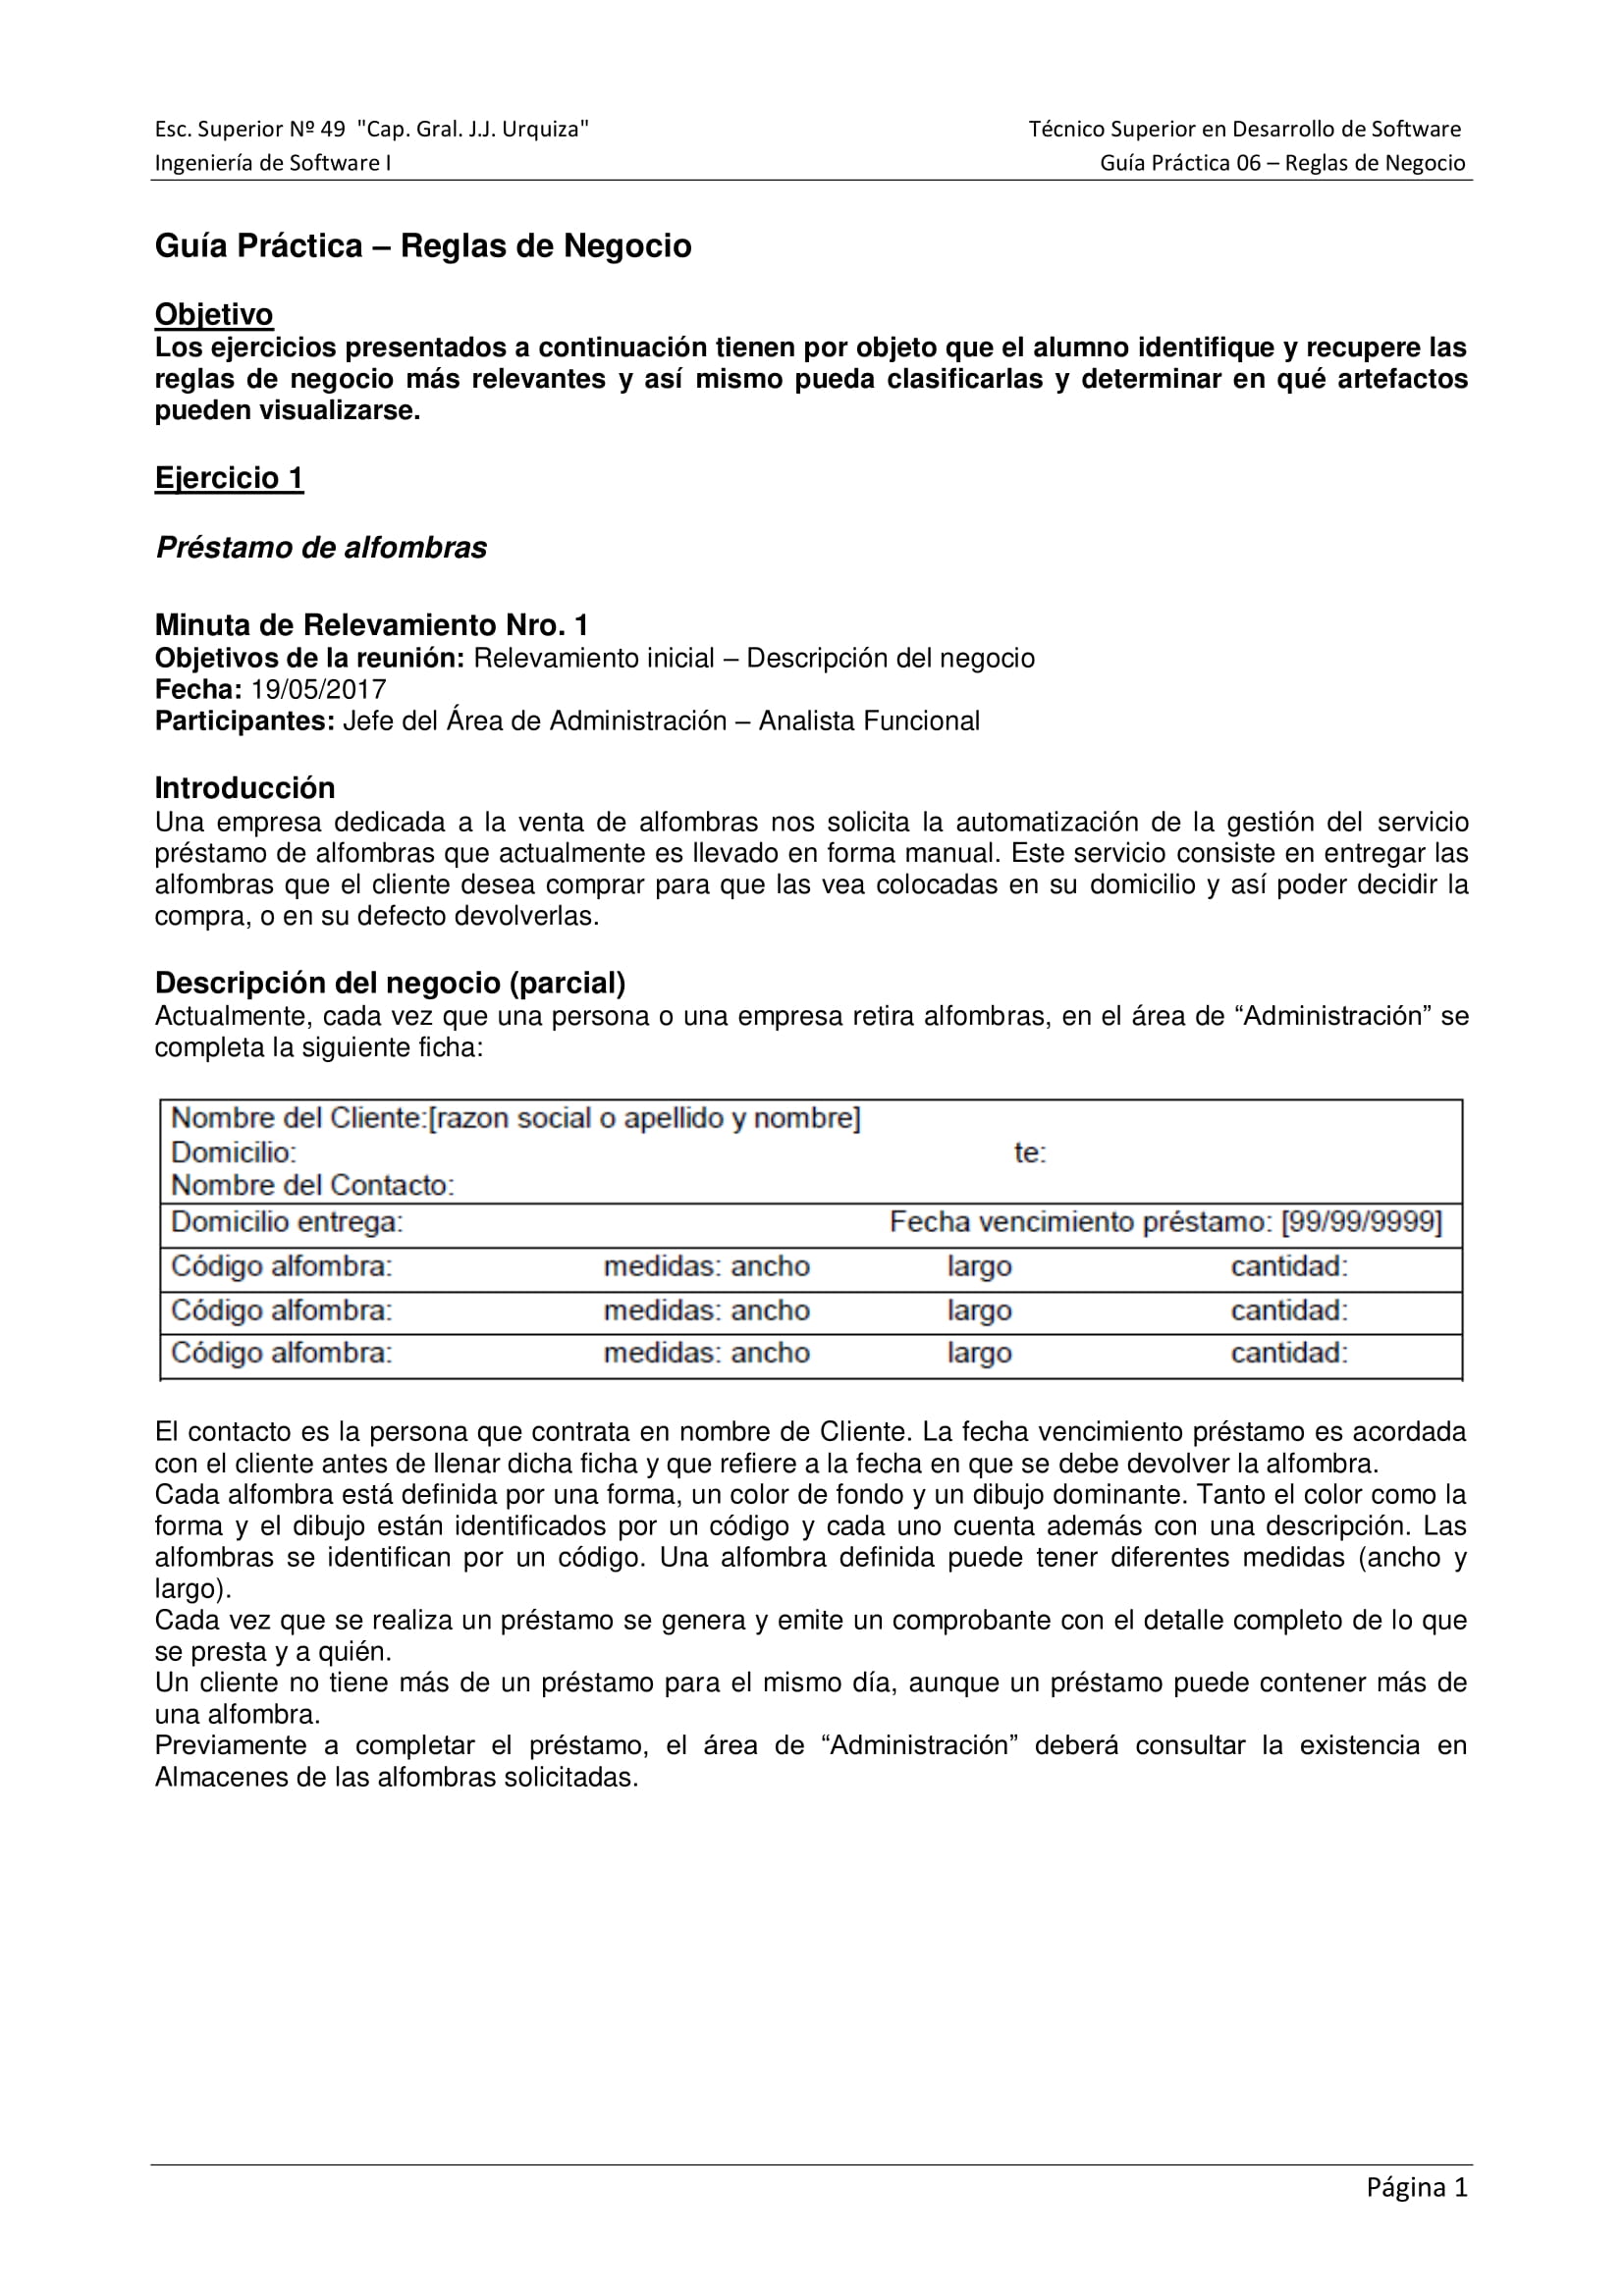 Esc. Superior Nº 49 "Cap. Gral. J.J. Urquiza" Técnico Superior en Desarrollo de Software
Ingeniería de Software I Guía Práctica 06 – Reglas de Negocio
Guía Práctica – Reglas de Negocio
Objetivo
Los ejercicios presentados a continuación tienen por objeto que el alumno identifique y recupere las
reglas de negocio más relevantes y así mismo pueda clasificarlas y determinar en qué artefactos
pueden visualizarse.
Ejercicio 1
Préstamo de alfombras
Minuta de Relevamiento Nro. 1
Objetivos de la reunión: Relevamiento inicial – Descripción del negocio
Fecha: 19/05/2017
Participantes: Jefe del Área de Administración – Analista Funcional
Introducción
Una empresa dedicada a la venta de alfombras nos solicita la automatización de la gestión del servicio
préstamo de alfombras que actualmente es llevado en forma manual. Este servicio consiste en entregar las
alfombras que el cliente desea comprar para que las vea colocadas en su domicilio y así poder decidir la
compra, o en su defecto devolverlas.
Descripción del negocio (parcial)
Actualmente, cada vez que una persona o una empresa retira alfombras, en el área de “Administración” se
completa la siguiente ficha:
Nombre del Cliente:[razon social o apellido y nombre]
Domicilio: te:
Nombre del Contacto:
Domicilio entrega: Fecha vencimiento préstamo: [99/99/9999]
Código alfombra: medidas: ancho largo cantidad:
Código alfombra: medidas: ancho largo cantidad:
Código alfombra: medidas: ancho largo cantidad:
El contacto es la persona que contrata en nombre de Cliente. La fecha vencimiento préstamo es acordada
con el cliente antes de llenar dicha ficha y que refiere a la fecha en que se debe devolver la alfombra.
Cada alfombra está definida por una forma, un color de fondo y un dibujo dominante. Tanto el color como la
forma y el dibujo están identificados por un código y cada uno cuenta además con una descripción. Las
alfombras se identifican por un código. Una alfombra definida puede tener diferentes medidas (ancho y
largo).
Cada vez que se realiza un préstamo se genera y emite un comprobante con el detalle completo de lo que
se presta y a quién.
Un cliente no tiene más de un préstamo para el mismo día, aunque un préstamo puede contener más de
una alfombra.
Previamente a completar el préstamo, el área de “Administración” deberá consultar la existencia en
Almacenes de las alfombras solicitadas.
Página 1